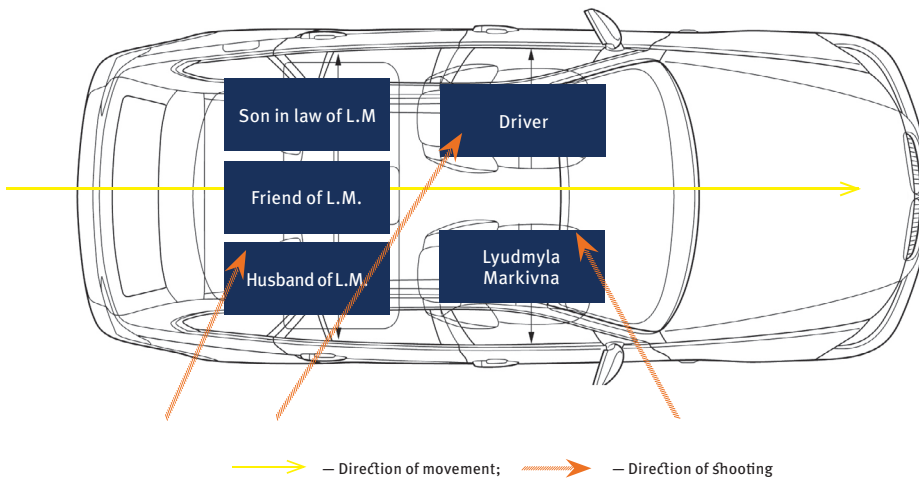 Son in law of L.M
Driver
Friend of L.M.
Husband of L.M.
Lyudmyla
Markivna
— Direction of movement;
— Direction of shooting